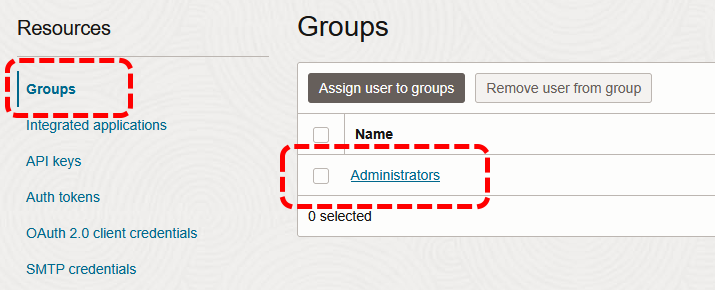 Resources
Groups
Integrated applications
API keys
Auth tokens
OAuth 2.0 client credentials
SMTP credentials
Groups
Assign user to groups
Remove user from group
Name
Administrators
0 selected